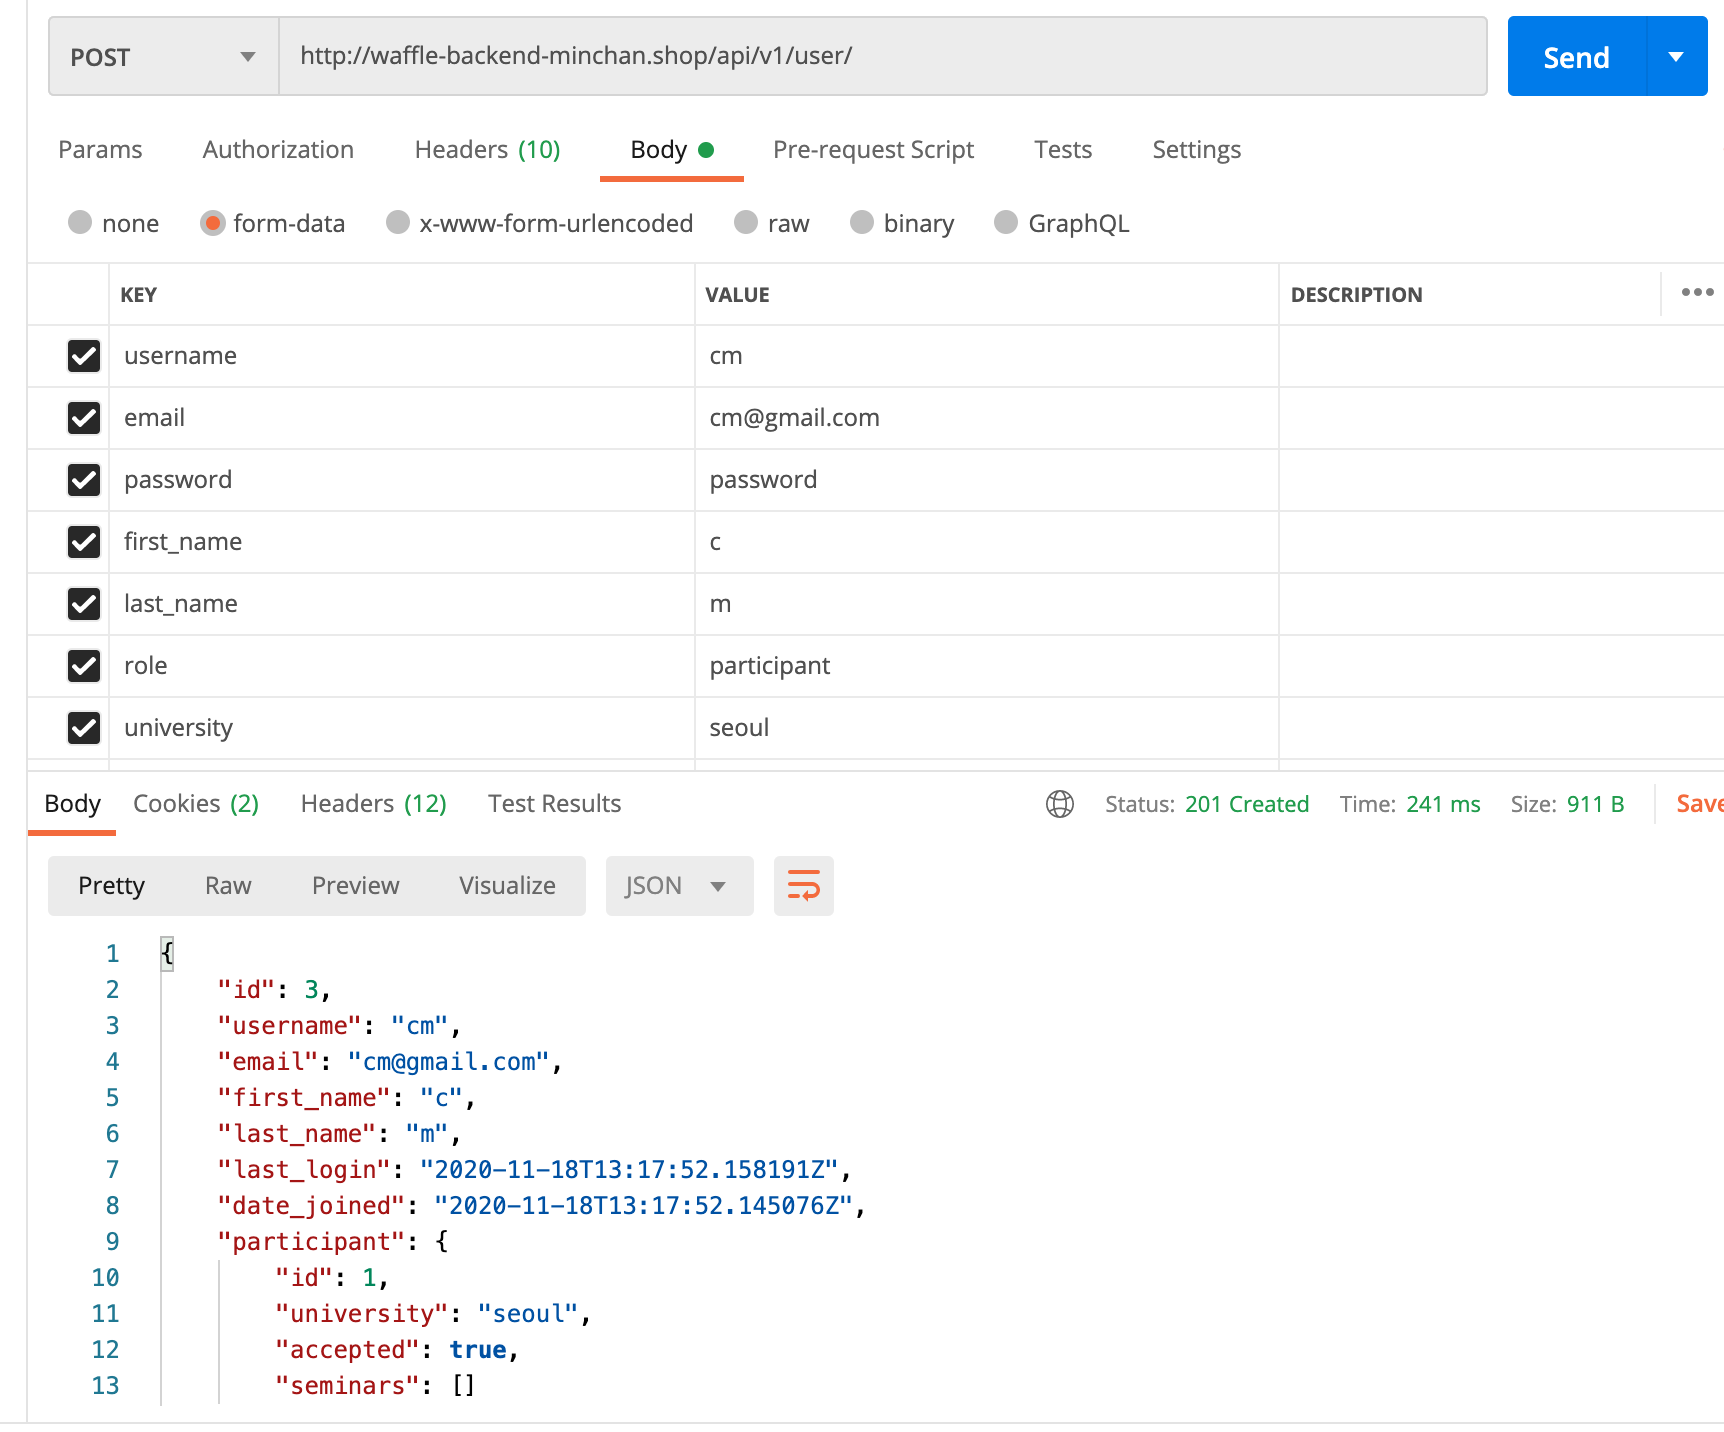 POST http://waffle-backend-minchan.shop/api/v1/user/ Send
Params Authorization Headers (10) Body Pre-request Script Tests Settings
none form-data x-www-form-urlencoded raw binary GraphQL
KEY VALUE DESCRIPTION
username cm
email cm@gmail.com
password password
first_name c
last_name m
role participant
university seoul
Body Cookies (2) Headers (12) Test Results Status: 201 Created Time: 241 ms Size: 911 B Save
Pretty Raw Preview Visualize JSON
1 {
2 "id": 3,
3 "username": "cm",
4 "email": "cm@gmail.com",
5 "first_name": "c",
6 "last_name": "m",
7 "last_login": "2020-11-18T13:17:52.158191Z",
8 "date_joined": "2020-11-18T13:17:52.145076Z",
9 "participant": {
10 "id": 1,
11 "university": "seoul",
12 "accepted": true,
13 "seminars": []